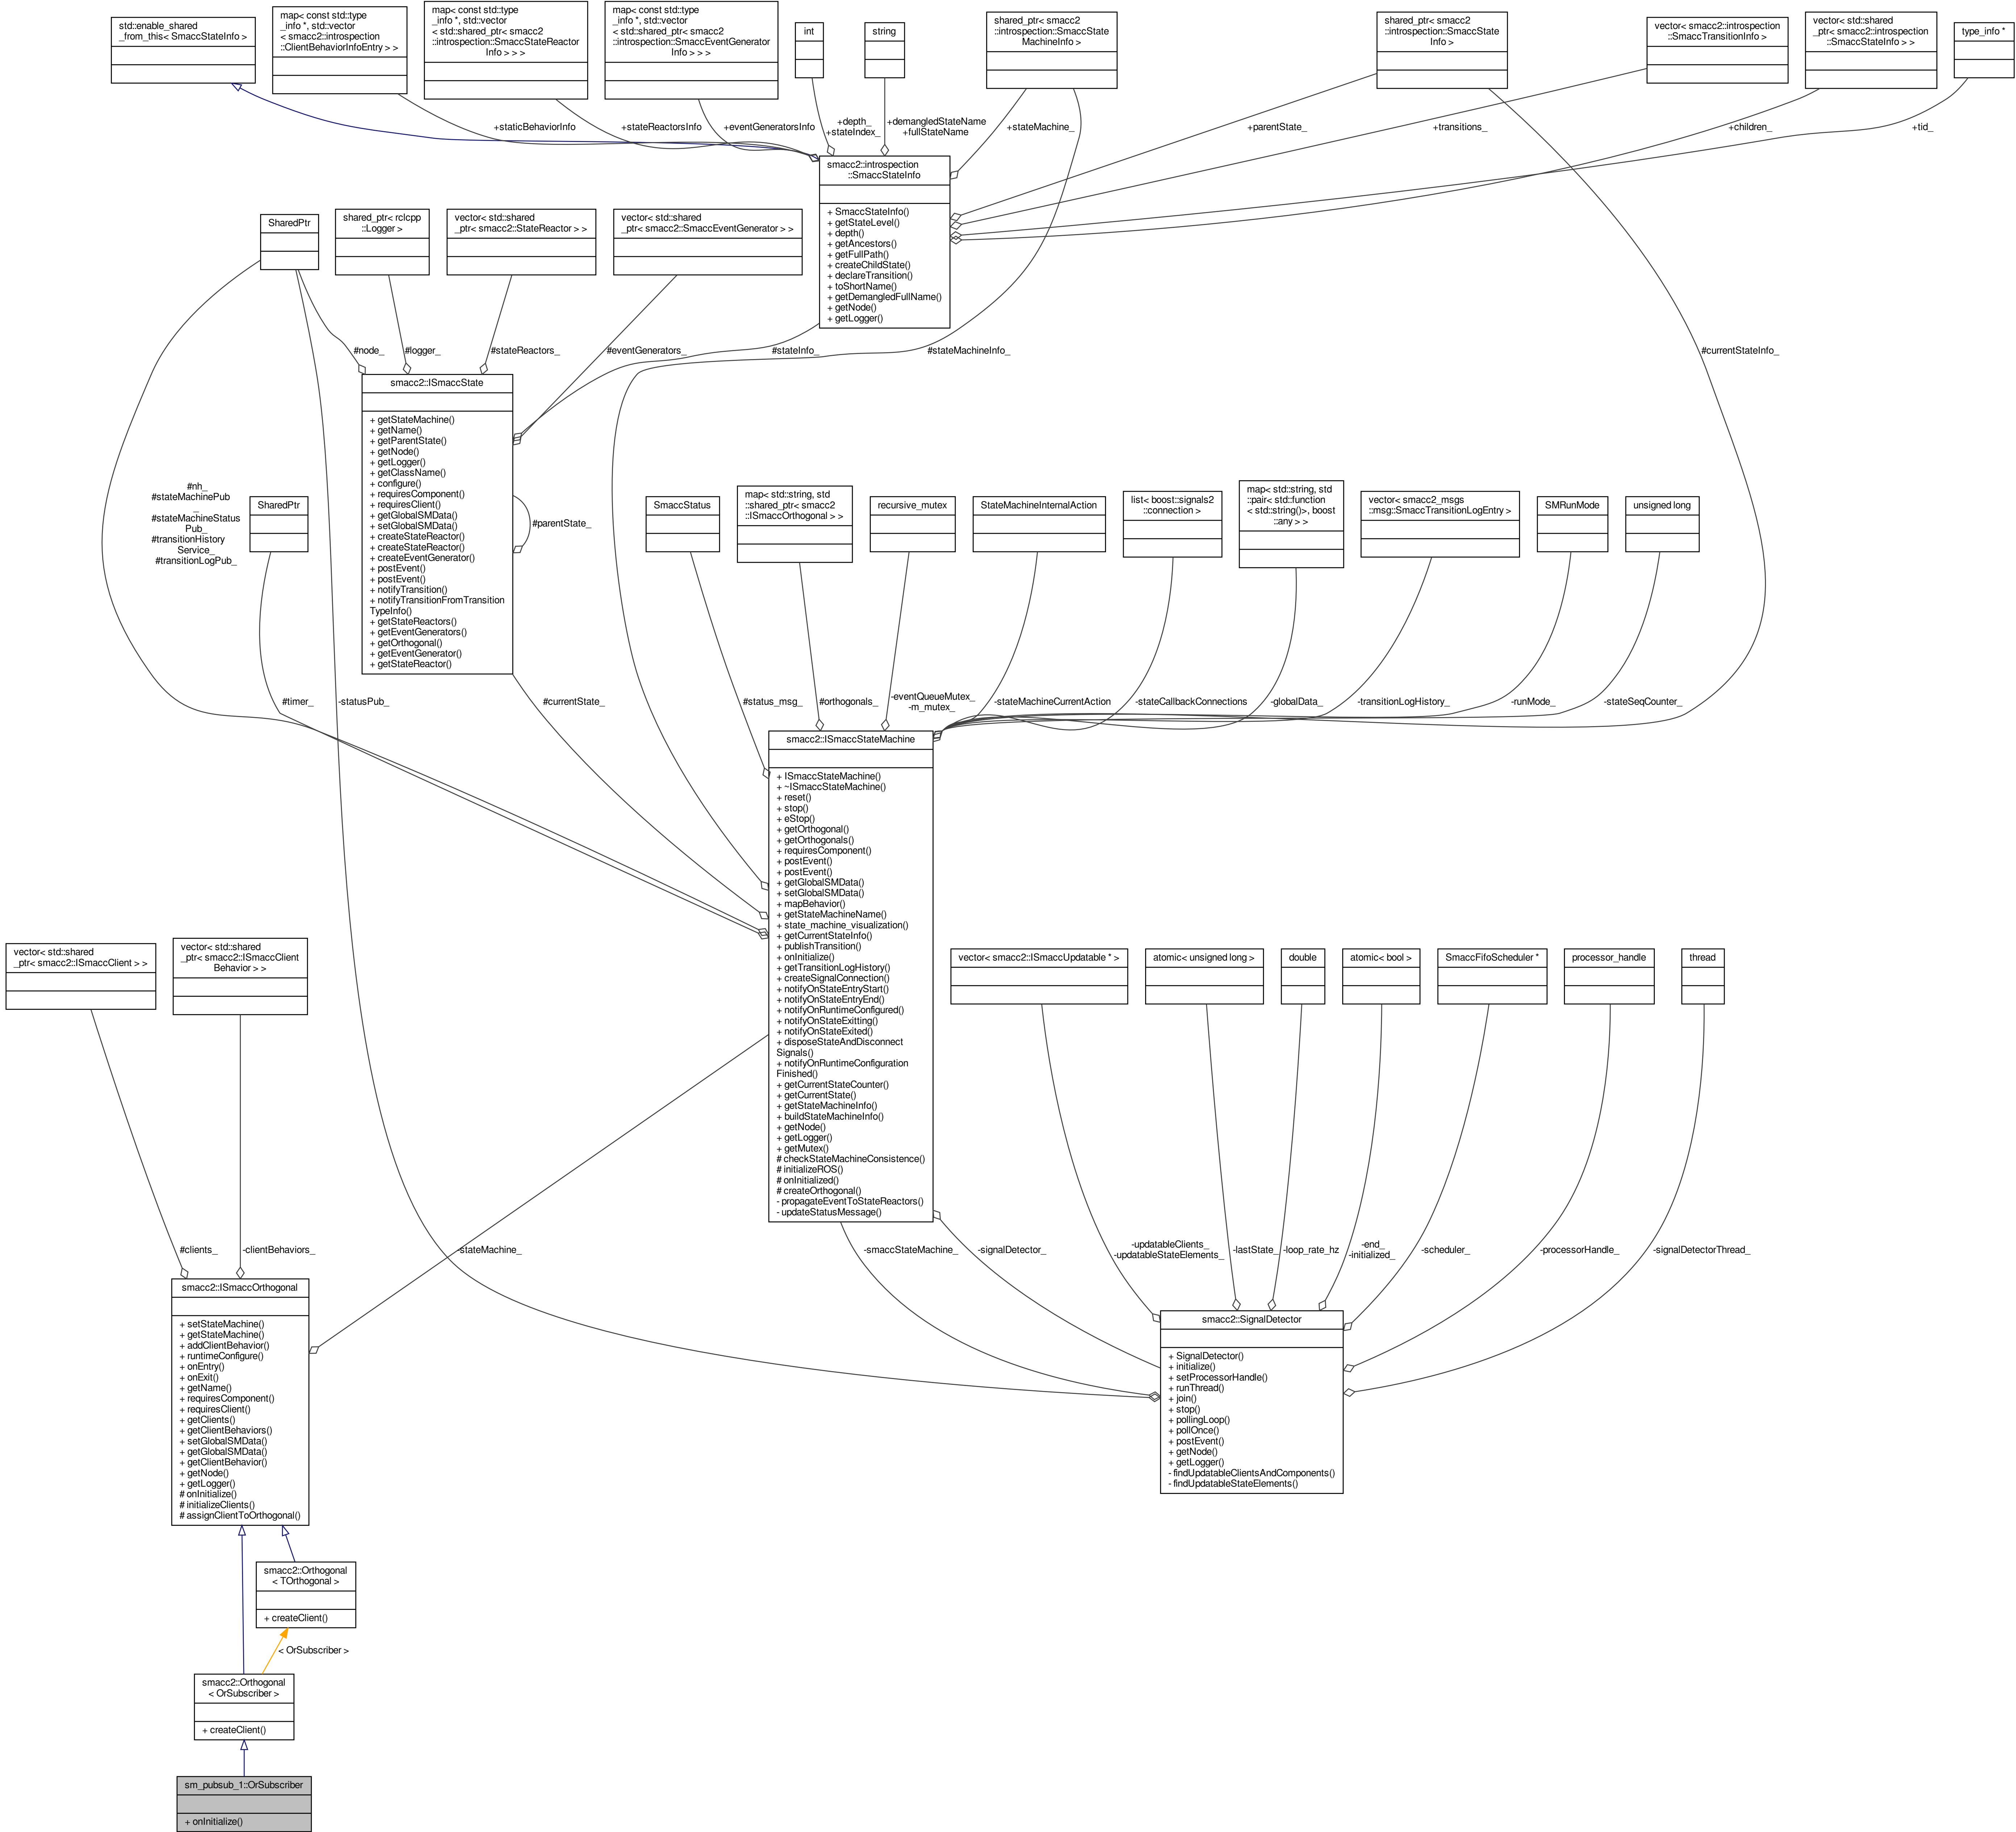 std::enable_shared
_from_this< SmaccStateInfo >
map< const std::type
_info *, std::vector
< smacc2::introspection
::ClientBehaviorInfoEntry > >
map< const std::type
_info *, std::vector
< std::shared_ptr< smacc2
::introspection::SmaccStateReactor
Info > > >
map< const std::type
_info *, std::vector
< std::shared_ptr< smacc2
::introspection::SmaccEventGenerator
Info > > >
int
string
shared_ptr< smacc2
::introspection::SmaccState
MachineInfo >
shared_ptr< smacc2
::introspection::SmaccState
Info >
vector< smacc2::introspection
::SmaccTransitionInfo >
vector< std::shared
_ptr< smacc2::introspection
::SmaccStateInfo > >
type_info *
+staticBehaviorInfo
+stateReactorsInfo
+eventGeneratorsInfo
+depth_
+stateIndex_
+demangledStateName
+fullStateName
+stateMachine_
+parentState_
+transitions_
+children_
+tid_
smacc2::introspection
::SmaccStateInfo
+ SmaccStateInfo()
+ getStateLevel()
+ depth()
+ getAncestors()
+ getFullPath()
+ createChildState()
+ declareTransition()
+ toShortName()
+ getDemangledFullName()
+ getNode()
+ getLogger()
SharedPtr
shared_ptr< rclcpp
::Logger >
vector< std::shared
_ptr< smacc2::StateReactor > >
vector< std::shared
_ptr< smacc2::SmaccEventGenerator > >
#node_
#logger_
#stateReactors_
#eventGenerators_
#stateInfo_
#stateMachineInfo_
#currentStateInfo_
smacc2::ISmaccState
+ getStateMachine()
+ getName()
+ getParentState()
+ getNode()
+ getLogger()
+ getClassName()
+ configure()
+ requiresComponent()
+ requiresClient()
+ getGlobalSMData()
+ setGlobalSMData()
+ createStateReactor()
+ createStateReactor()
+ createEventGenerator()
+ postEvent()
+ postEvent()
+ notifyTransition()
+ notifyTransitionFromTransition
TypeInfo()
+ getStateReactors()
+ getEventGenerators()
+ getOrthogonal()
+ getEventGenerator()
+ getStateReactor()
#parentState_
#nh_
#stateMachinePub
_
#stateMachineStatus
Pub_
#transitionHistory
Service_
#transitionLogPub_
SharedPtr
SmaccStatus
map< std::string, std
::shared_ptr< smacc2
::ISmaccOrthogonal > >
recursive_mutex
StateMachineInternalAction
list< boost::signals2
::connection >
map< std::string, std
::pair< std::function
< std::string()>, boost
::any > >
vector< smacc2_msgs
::msg::SmaccTransitionLogEntry >
SMRunMode
unsigned long
#timer_
-statusPub_
#currentState_
#status_msg_
#orthogonals_
-eventQueueMutex_
-m_mutex_
-stateMachineCurrentAction
-stateCallbackConnections
-globalData_
-transitionLogHistory_
-runMode_
-stateSeqCounter_
smacc2::ISmaccStateMachine
+ ISmaccStateMachine()
+ ~ISmaccStateMachine()
+ reset()
+ stop()
+ eStop()
+ getOrthogonal()
+ getOrthogonals()
+ requiresComponent()
+ postEvent()
+ postEvent()
+ getGlobalSMData()
+ setGlobalSMData()
+ mapBehavior()
+ getStateMachineName()
+ state_machine_visualization()
+ getCurrentStateInfo()
+ publishTransition()
+ onInitialize()
+ getTransitionLogHistory()
+ createSignalConnection()
+ notifyOnStateEntryStart()
+ notifyOnStateEntryEnd()
+ notifyOnRuntimeConfigured()
+ notifyOnStateExitting()
+ notifyOnStateExited()
+ disposeStateAndDisconnect
Signals()
+ notifyOnRuntimeConfiguration
Finished()
+ getCurrentStateCounter()
+ getCurrentState()
+ getStateMachineInfo()
+ buildStateMachineInfo()
+ getNode()
+ getLogger()
+ getMutex()
# checkStateMachineConsistence()
# initializeROS()
# onInitialized()
# createOrthogonal()
- propagateEventToStateReactors()
- updateStatusMessage()
vector< std::shared
_ptr< smacc2::ISmaccClient > >
vector< std::shared
_ptr< smacc2::ISmaccClient
Behavior > >
vector< smacc2::ISmaccUpdatable * >
atomic< unsigned long >
double
atomic< bool >
SmaccFifoScheduler *
processor_handle
thread
#clients_
-clientBehaviors_
-stateMachine_
-smaccStateMachine_
-signalDetector_
-updatableClients_
-updatableStateElements_
-lastState_
-loop_rate_hz
-end_
-initialized_
-scheduler_
-processorHandle_
-signalDetectorThread_
smacc2::ISmaccOrthogonal
+ setStateMachine()
+ getStateMachine()
+ addClientBehavior()
+ runtimeConfigure()
+ onEntry()
+ onExit()
+ getName()
+ requiresComponent()
+ requiresClient()
+ getClients()
+ getClientBehaviors()
+ setGlobalSMData()
+ getGlobalSMData()
+ getClientBehavior()
+ getNode()
+ getLogger()
# onInitialize()
# initializeClients()
# assignClientToOrthogonal()
smacc2::SignalDetector
+ SignalDetector()
+ initialize()
+ setProcessorHandle()
+ runThread()
+ join()
+ stop()
+ pollingLoop()
+ pollOnce()
+ postEvent()
+ getNode()
+ getLogger()
- findUpdatableClientsAndComponents()
- findUpdatableStateElements()
smacc2::Orthogonal
< TOrthogonal >
+ createClient()
< OrSubscriber >
smacc2::Orthogonal
< OrSubscriber >
+ createClient()
sm_pubsub_1::OrSubscriber
+ onInitialize()